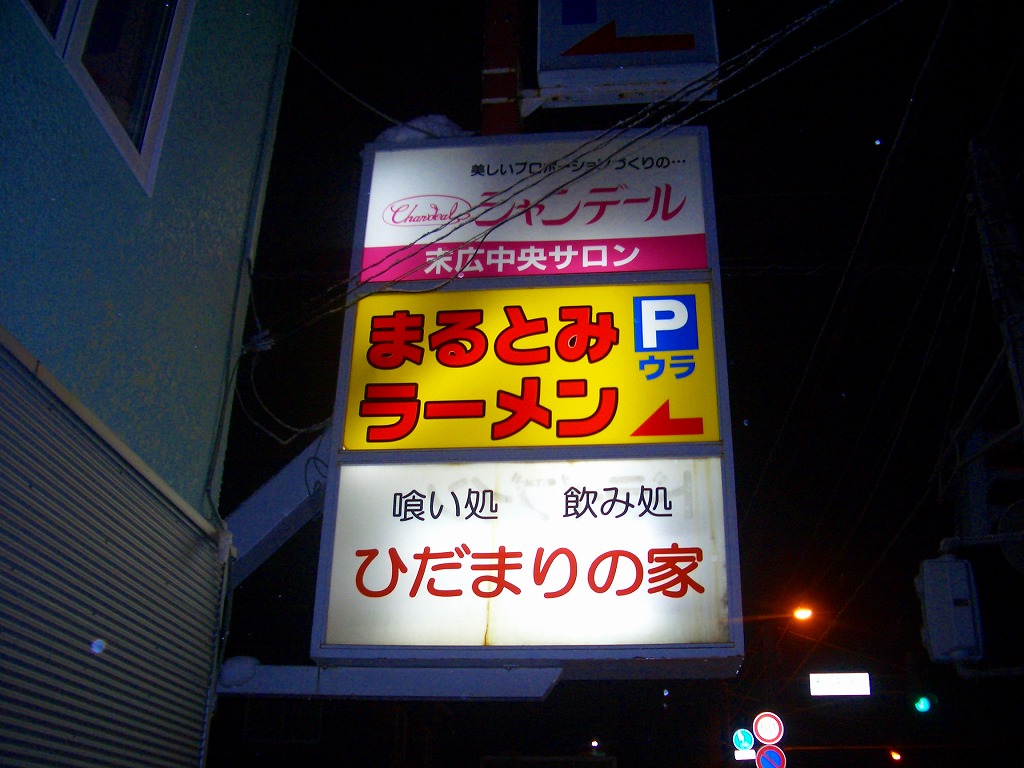 美しいプロポーションづくりの…
Chandeal シャンデール
末広中央サロン
まるとみ
ラーメン
P
ウラ
喰い処 飲み処
ひだまりの家